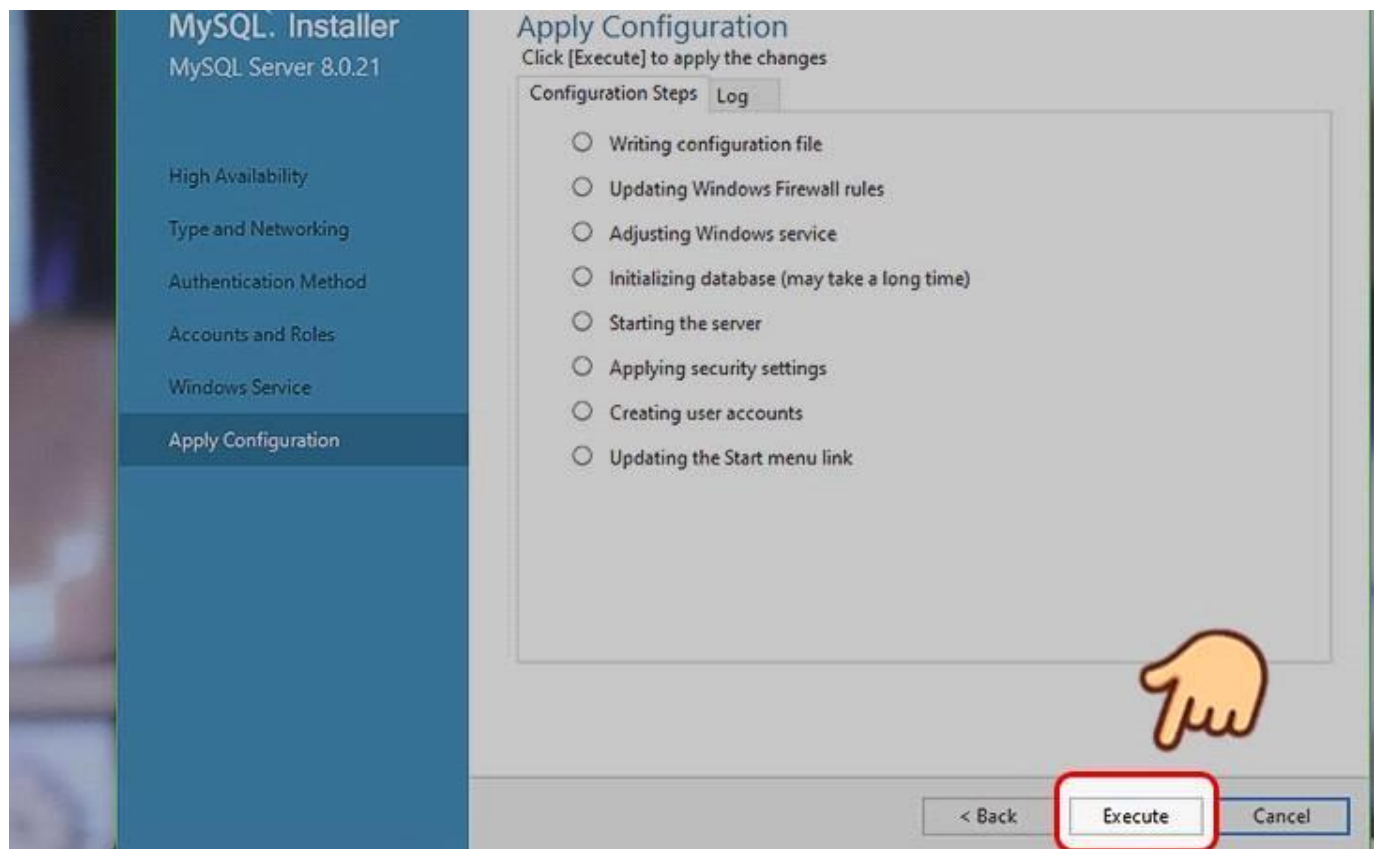 MySQL. Installer
MySQL Server 8.0.21
High Availability
Type and Networking
Authentication Method
Accounts and Roles
Windows Service
Apply Configuration
Apply Configuration
Click [Execute] to apply the changes
Configuration Steps Log
Writing configuration file
Updating Windows Firewall rules
Adjusting Windows service
Initializing database (may take a long time)
Starting the server
Applying security settings
Creating user accounts
Updating the Start menu link
< Back Execute Cancel